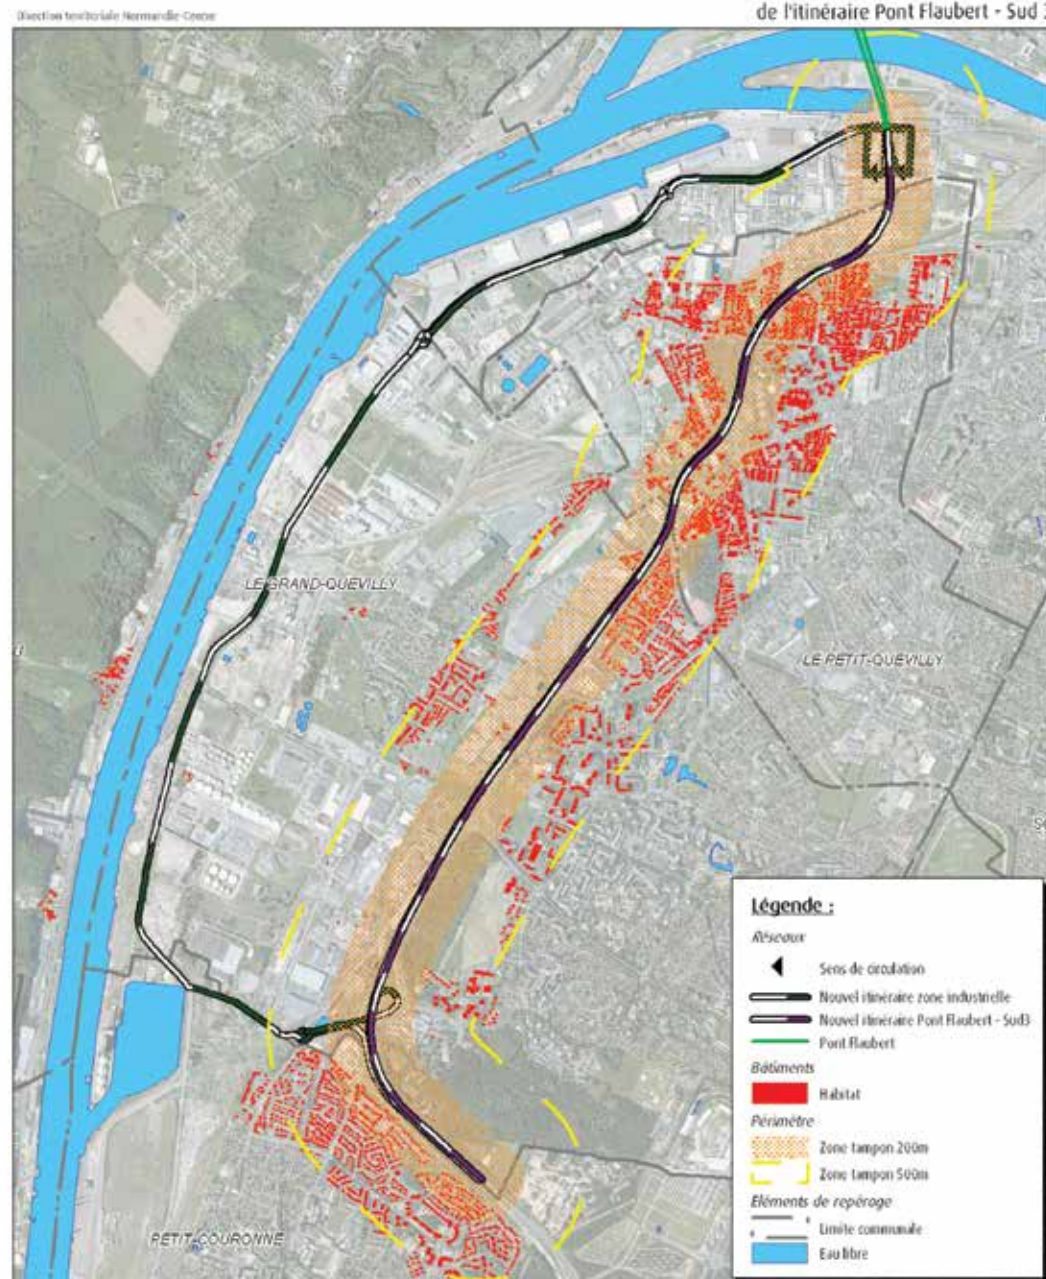 Direction territoriale Normandie-Centre
de l'itinéraire Pont Flaubert - Sud 3
LE GRAND-QUEVILLY
LE PETIT-QUEVILLY
PETIT-COURONNE
Légende :
Réseaux
Sens de circulation
Nouvel itinéraire zone industrielle
Nouvel itinéraire Pont Flaubert - Sud3
Pont Flaubert
Bâtiments
Habitat
Périmètre
Zone tampon 200m
Zone tampon 500m
Eléments de repérage
Limite communale
Eau libre